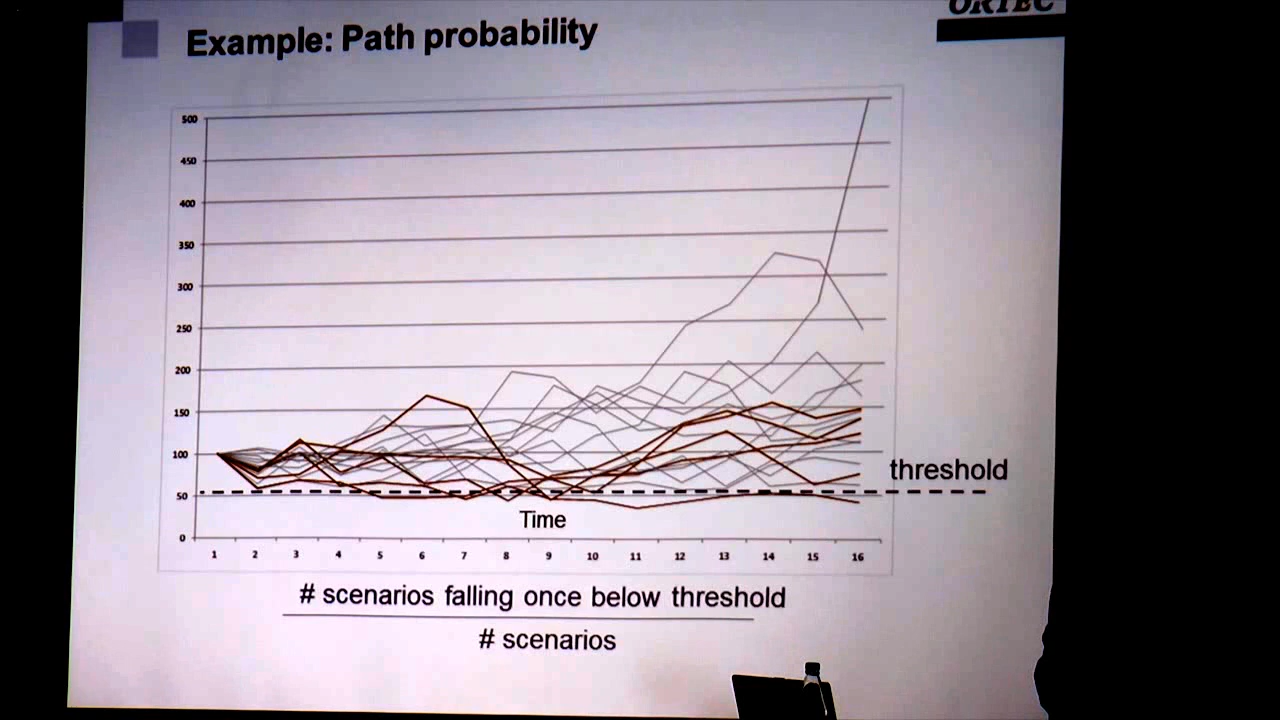 ORTEC
Example: Path probability
500
450
400
350
300
250
200
150
100
50
0
threshold
Time
1 2 3 4 5 6 7 8 9 10 11 12 13 14 15 16
# scenarios falling once below threshold
# scenarios